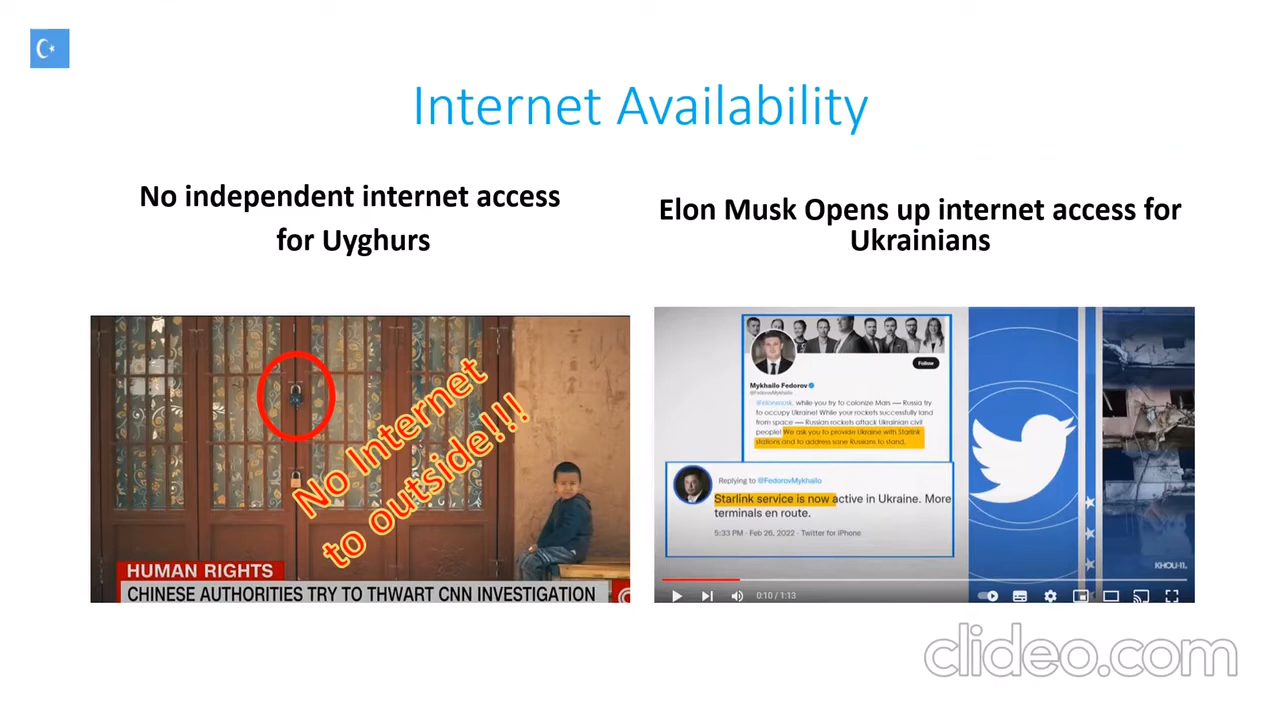 Internet Availability
No independent internet access
for Uyghurs
Elon Musk Opens up internet access for
Ukrainians
No Internet
to outside!!!
HUMAN RIGHTS
CHINESE AUTHORITIES TRY TO THWART CNN INVESTIGATION
Follow
Mykhailo Fedorov
@FedorovMykhailo
@elonmusk, while you try to colonize Mars — Russia try
to occupy Ukraine! While your rockets successfully land
from space — Russian rockets attack Ukrainian civil
people! We ask you to provide Ukraine with Starlink
stations and to address sane Russians to stand.
Replying to @FedorovMykhailo
Starlink service is now active in Ukraine. More
terminals en route.
5:33 PM · Feb 26, 2022 · Twitter for iPhone
KHOU-11
0:10 / 1:13
clideo.com